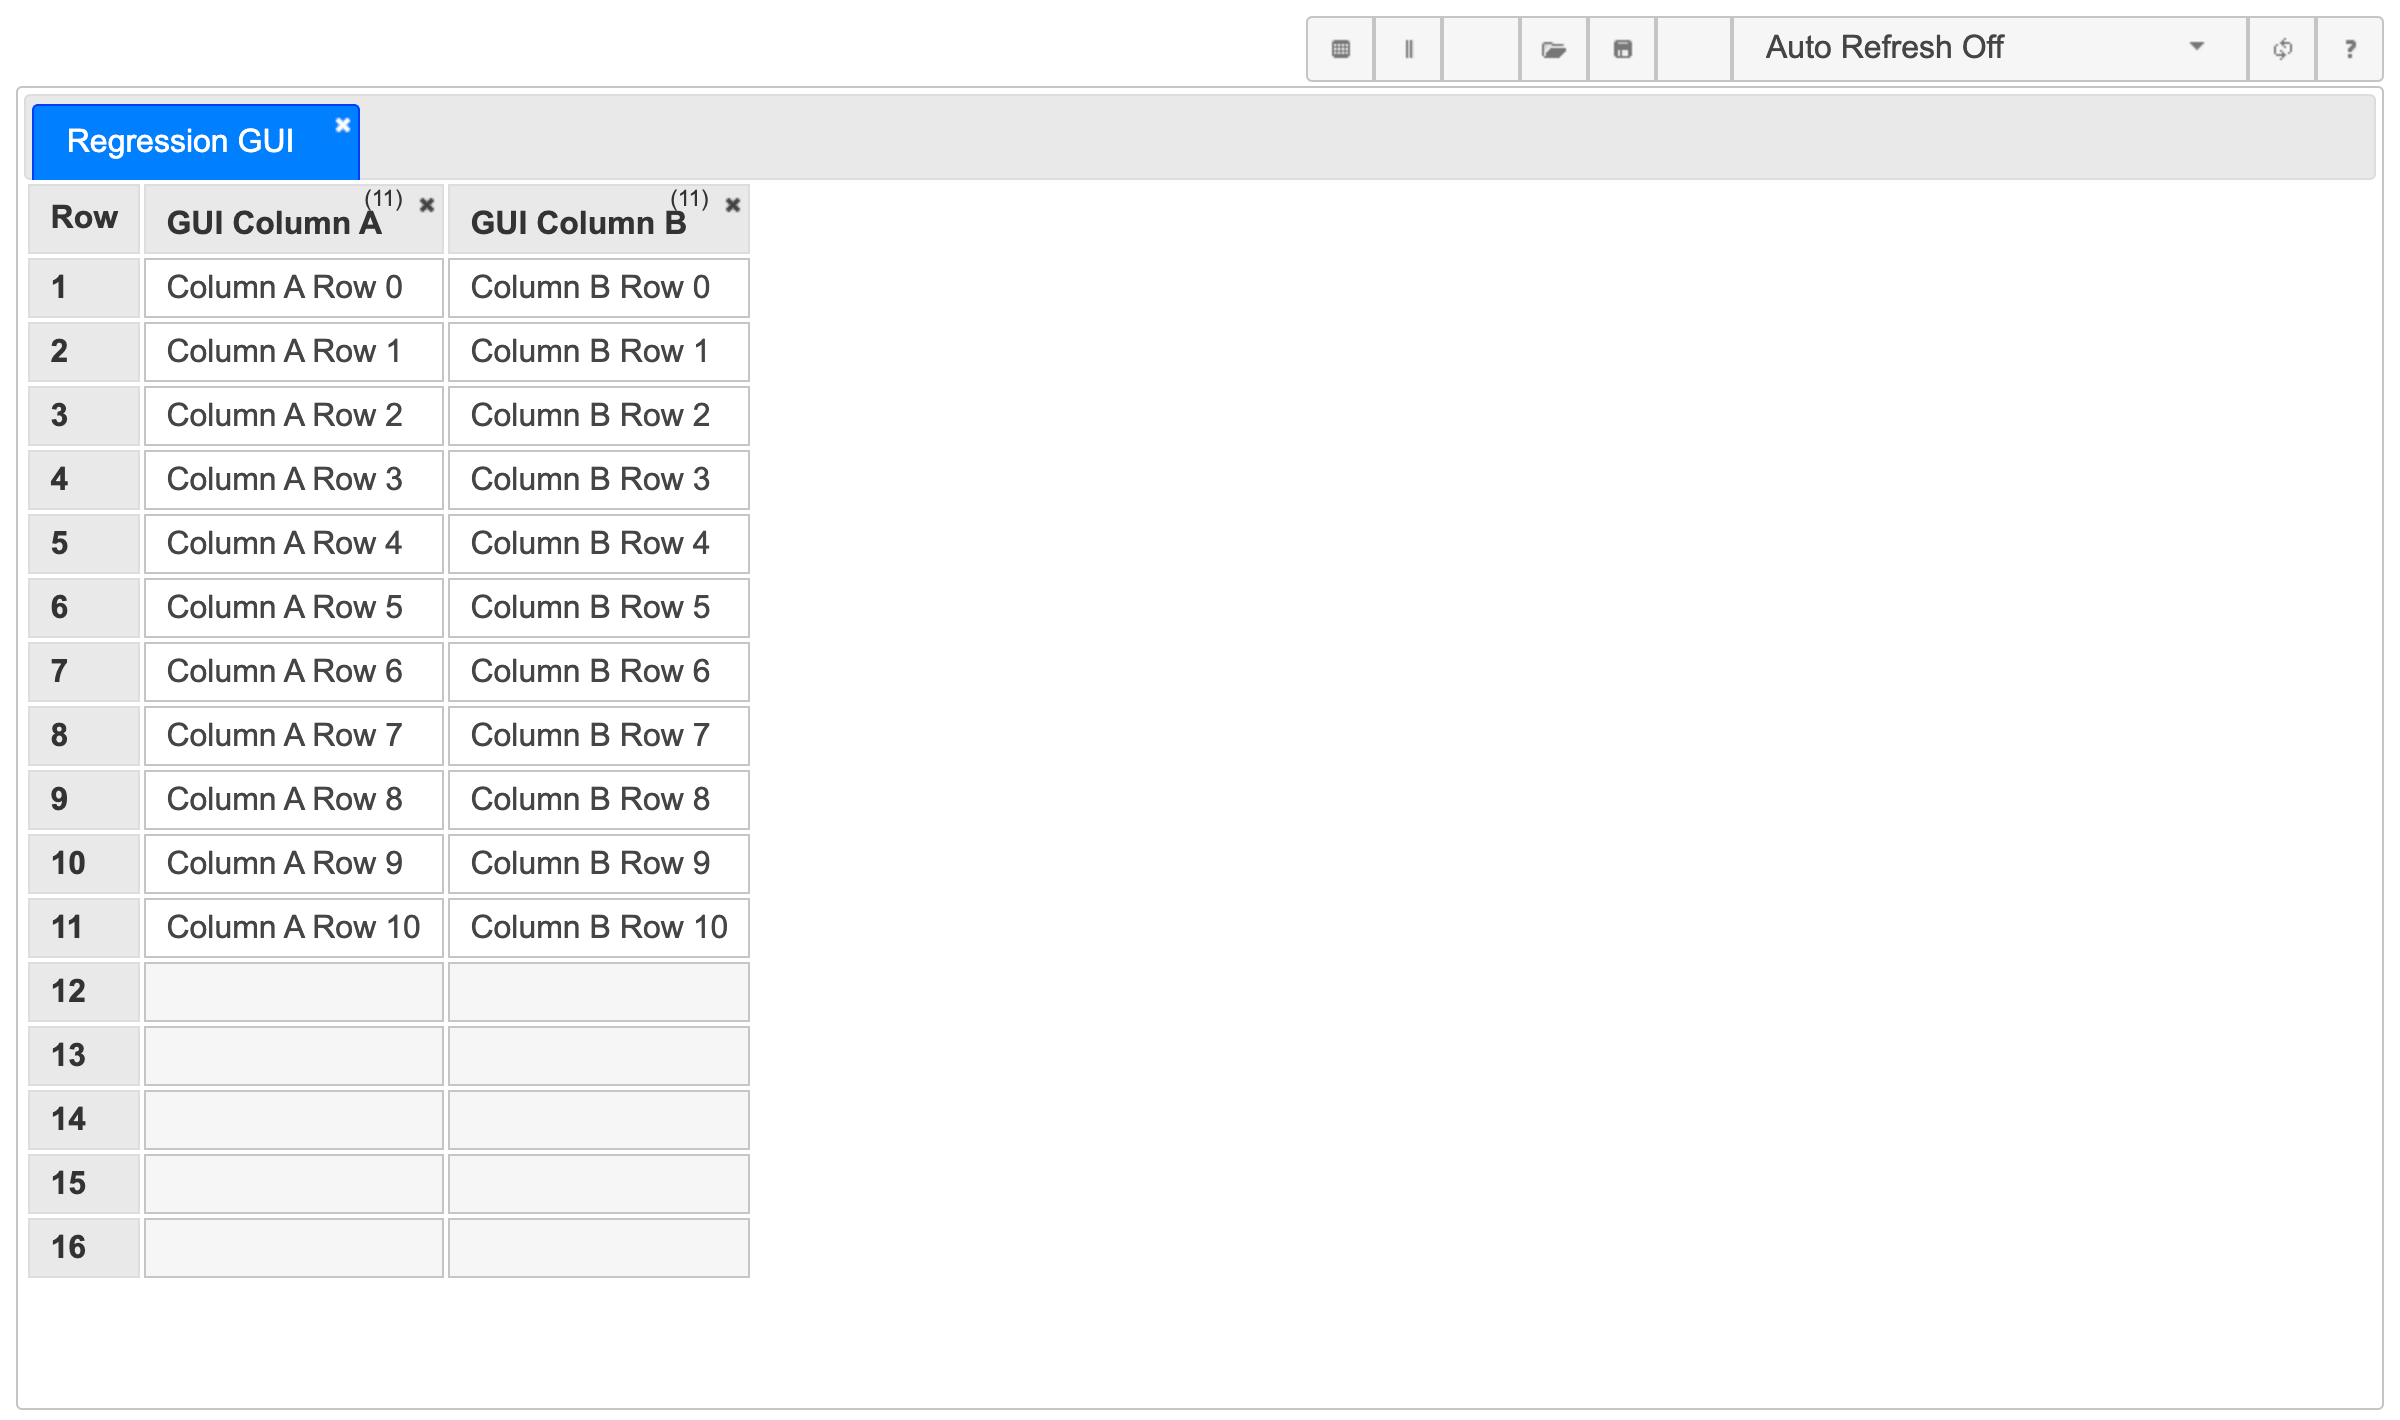 Auto Refresh Off ?
Regression GUI
Row GUI Column A (11) GUI Column B (11)
1 Column A Row 0 Column B Row 0
2 Column A Row 1 Column B Row 1
3 Column A Row 2 Column B Row 2
4 Column A Row 3 Column B Row 3
5 Column A Row 4 Column B Row 4
6 Column A Row 5 Column B Row 5
7 Column A Row 6 Column B Row 6
8 Column A Row 7 Column B Row 7
9 Column A Row 8 Column B Row 8
10 Column A Row 9 Column B Row 9
11 Column A Row 10 Column B Row 10
12
13
14
15
16